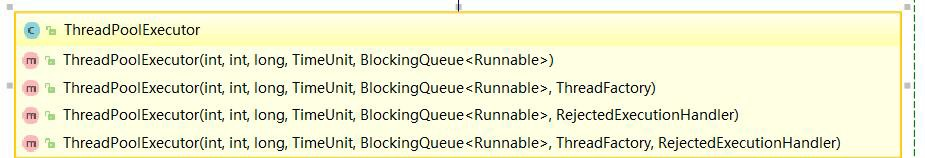 C ThreadPoolExecutor
m ThreadPoolExecutor(int, int, long, TimeUnit, BlockingQueue<Runnable>)
m ThreadPoolExecutor(int, int, long, TimeUnit, BlockingQueue<Runnable>, ThreadFactory)
m ThreadPoolExecutor(int, int, long, TimeUnit, BlockingQueue<Runnable>, RejectedExecutionHandler)
m ThreadPoolExecutor(int, int, long, TimeUnit, BlockingQueue<Runnable>, ThreadFactory, RejectedExecutionHandler)